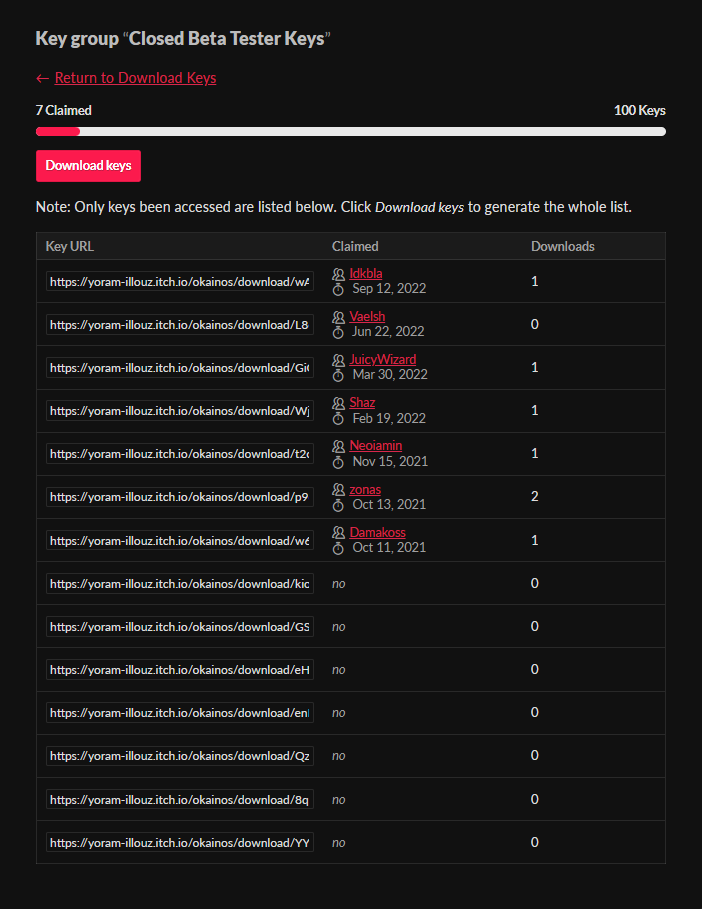 Key group “Closed Beta Tester Keys”
← Return to Download Keys
7 Claimed 100 Keys
Download keys
Note: Only keys been accessed are listed below. Click Download keys to generate the whole list.
Key URL Claimed Downloads
https://yoram-illouz.itch.io/okainos/download/wA Idkbla 1
Sep 12, 2022
https://yoram-illouz.itch.io/okainos/download/L8 Vaelsh 0
Jun 22, 2022
https://yoram-illouz.itch.io/okainos/download/Gi JuicyWizard 1
Mar 30, 2022
https://yoram-illouz.itch.io/okainos/download/Wj Shaz 1
Feb 19, 2022
https://yoram-illouz.itch.io/okainos/download/t2 Neoiamin 1
Nov 15, 2021
https://yoram-illouz.itch.io/okainos/download/p9 zonas 2
Oct 13, 2021
https://yoram-illouz.itch.io/okainos/download/w6 Damakoss 1
Oct 11, 2021
https://yoram-illouz.itch.io/okainos/download/kic no 0
https://yoram-illouz.itch.io/okainos/download/GS no 0
https://yoram-illouz.itch.io/okainos/download/eH no 0
https://yoram-illouz.itch.io/okainos/download/en no 0
https://yoram-illouz.itch.io/okainos/download/Qz no 0
https://yoram-illouz.itch.io/okainos/download/8q no 0
https://yoram-illouz.itch.io/okainos/download/YY no 0